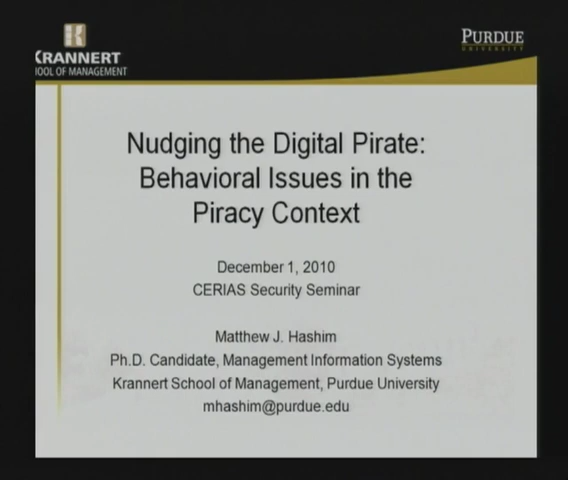 KRANNERT
OOL OF MANAGEMENT
PURDUE
UNIVERSITY
Nudging the Digital Pirate:
Behavioral Issues in the
Piracy Context
December 1, 2010
CERIAS Security Seminar
Matthew J. Hashim
Ph.D. Candidate, Management Information Systems
Krannert School of Management, Purdue University
mhashim@purdue.edu